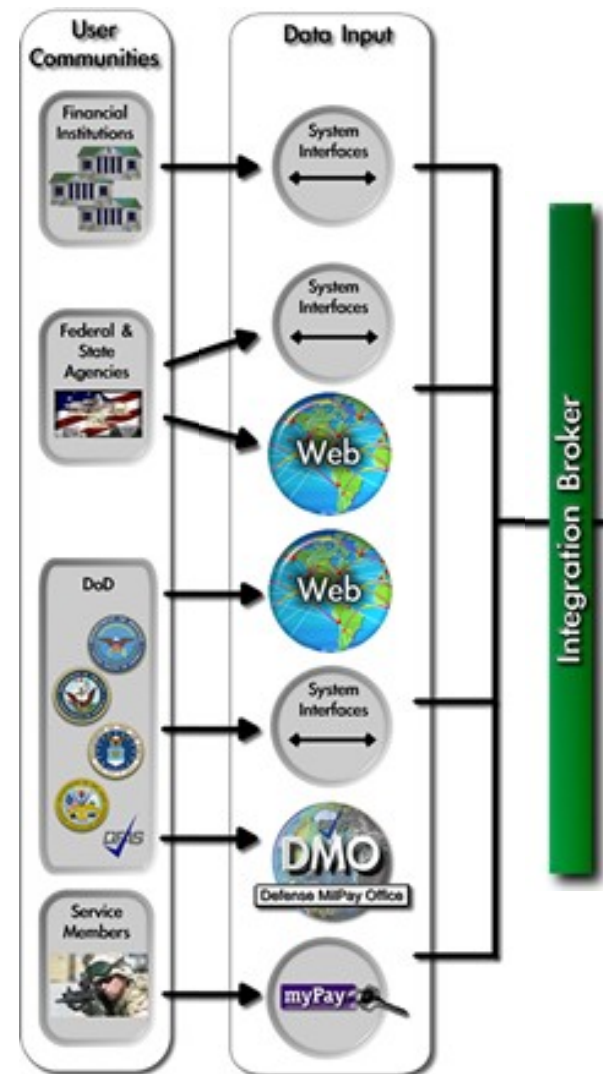 User
Communities
Data Input
Financial
Institutions
System
Interfaces
Federal &
State
Agencies
System
Interfaces
Web
DoD
Web
System
Interfaces
DFAS
DMO
Defense MilPay Office
Service
Members
myPay
Integration Broker